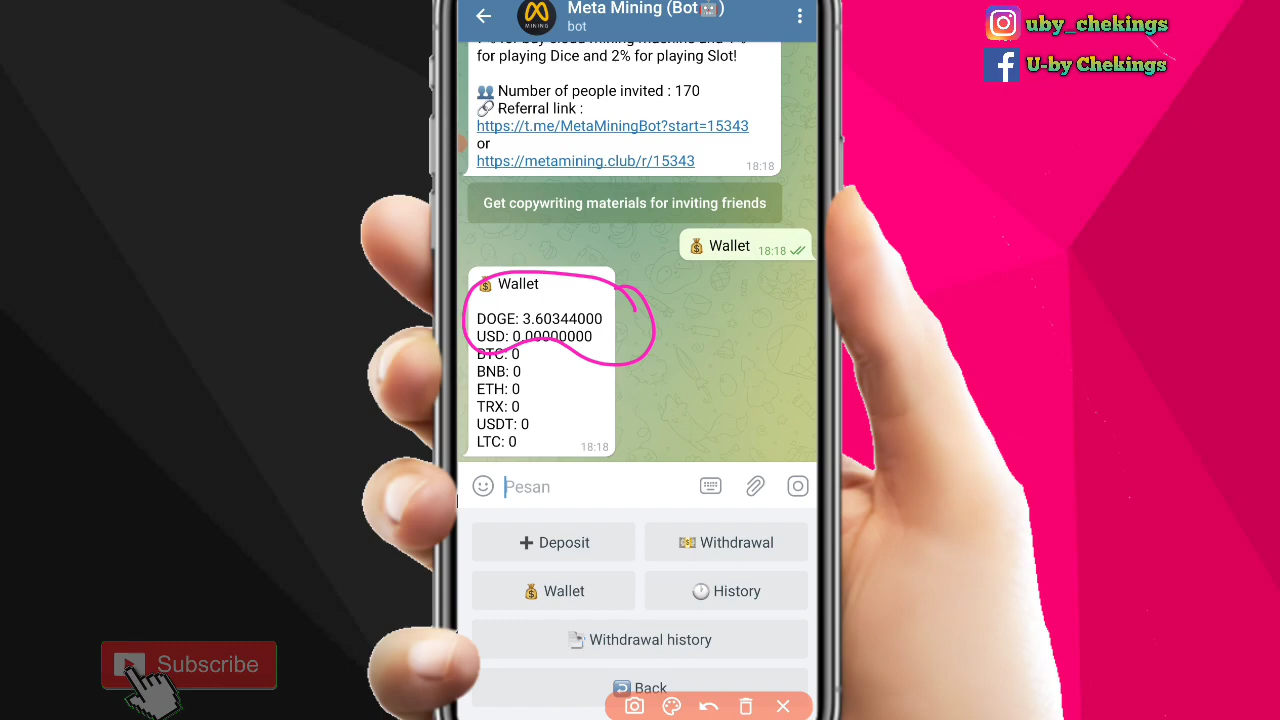 Meta Mining (Bot🤖)
bot
MINING
for playing Dice and 2% for playing Slot!
👥 Number of people invited : 170
🔗 Referral link :
https://t.me/MetaMiningBot?start=15343
or
https://metamining.club/r/15343
18:18
Get copywriting materials for inviting friends
💰 Wallet 18:18
💰 Wallet
DOGE: 3.60344000
USD: 0.00000000
BTC: 0
BNB: 0
ETH: 0
TRX: 0
USDT: 0
LTC: 0
18:18
Pesan
➕ Deposit
💴 Withdrawal
💰 Wallet
🕐 History
📑 Withdrawal history
Back
uby_chekings
U-by Chekings
Subscribe